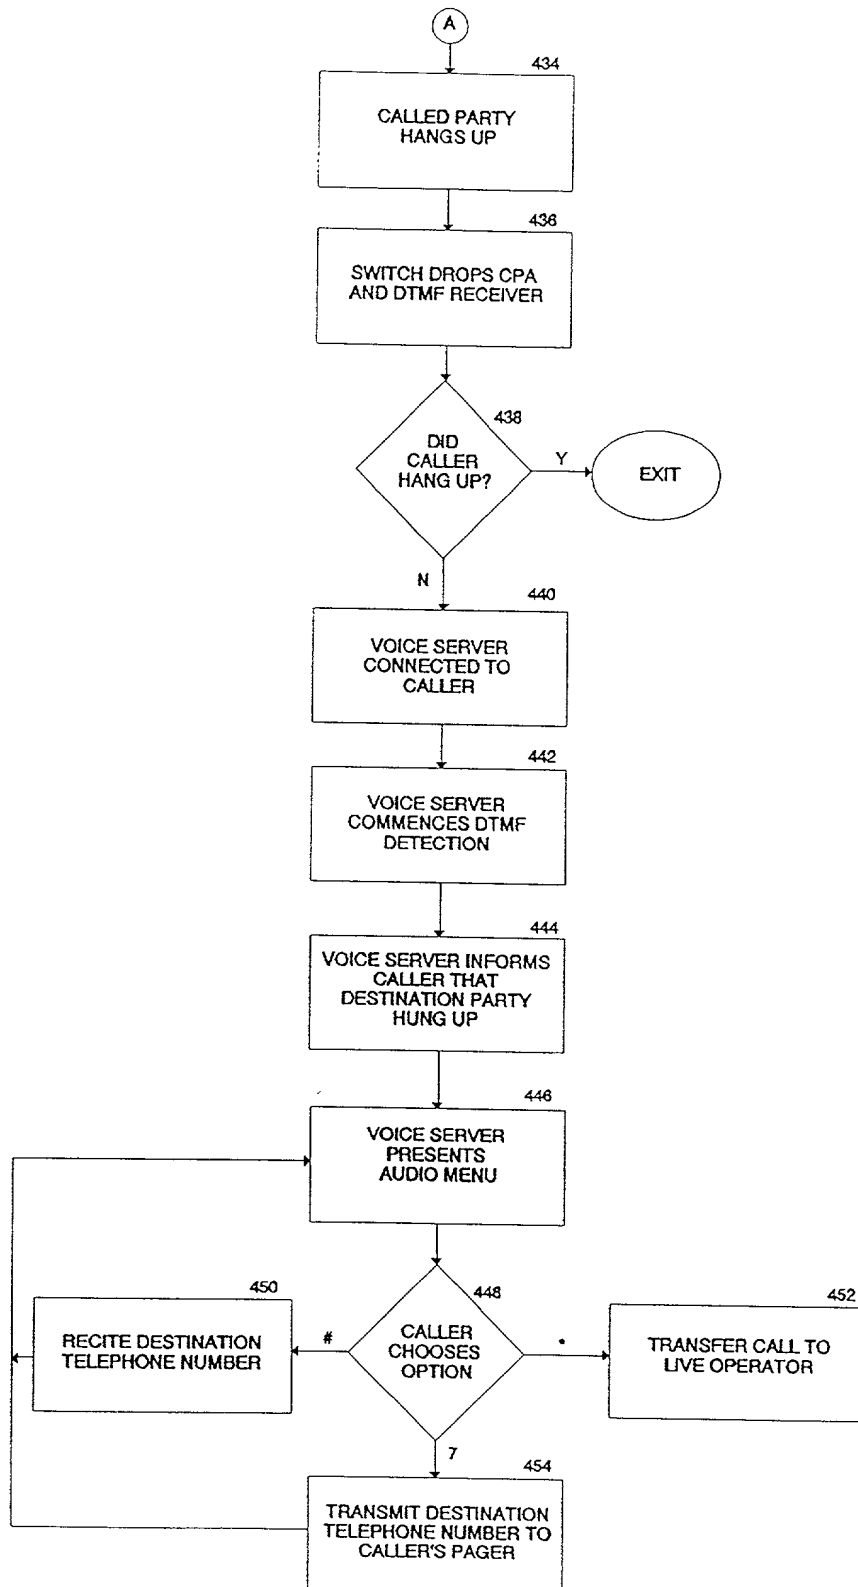 A
434
CALLED PARTY
HANGS UP
436
SWITCH DROPS CPA
AND DTMF RECEIVER
438
DID
CALLER
HANG UP?
Y
EXIT
N
440
VOICE SERVER
CONNECTED TO
CALLER
442
VOICE SERVER
COMMENCES DTMF
DETECTION
444
VOICE SERVER INFORMS
CALLER THAT
DESTINATION PARTY
HUNG UP
446
VOICE SERVER
PRESENTS
AUDIO MENU
448
CALLER
CHOOSES
OPTION
450
#
RECITE DESTINATION
TELEPHONE NUMBER
*
452
TRANSFER CALL TO
LIVE OPERATOR
7
454
TRANSMIT DESTINATION
TELEPHONE NUMBER TO
CALLER'S PAGER